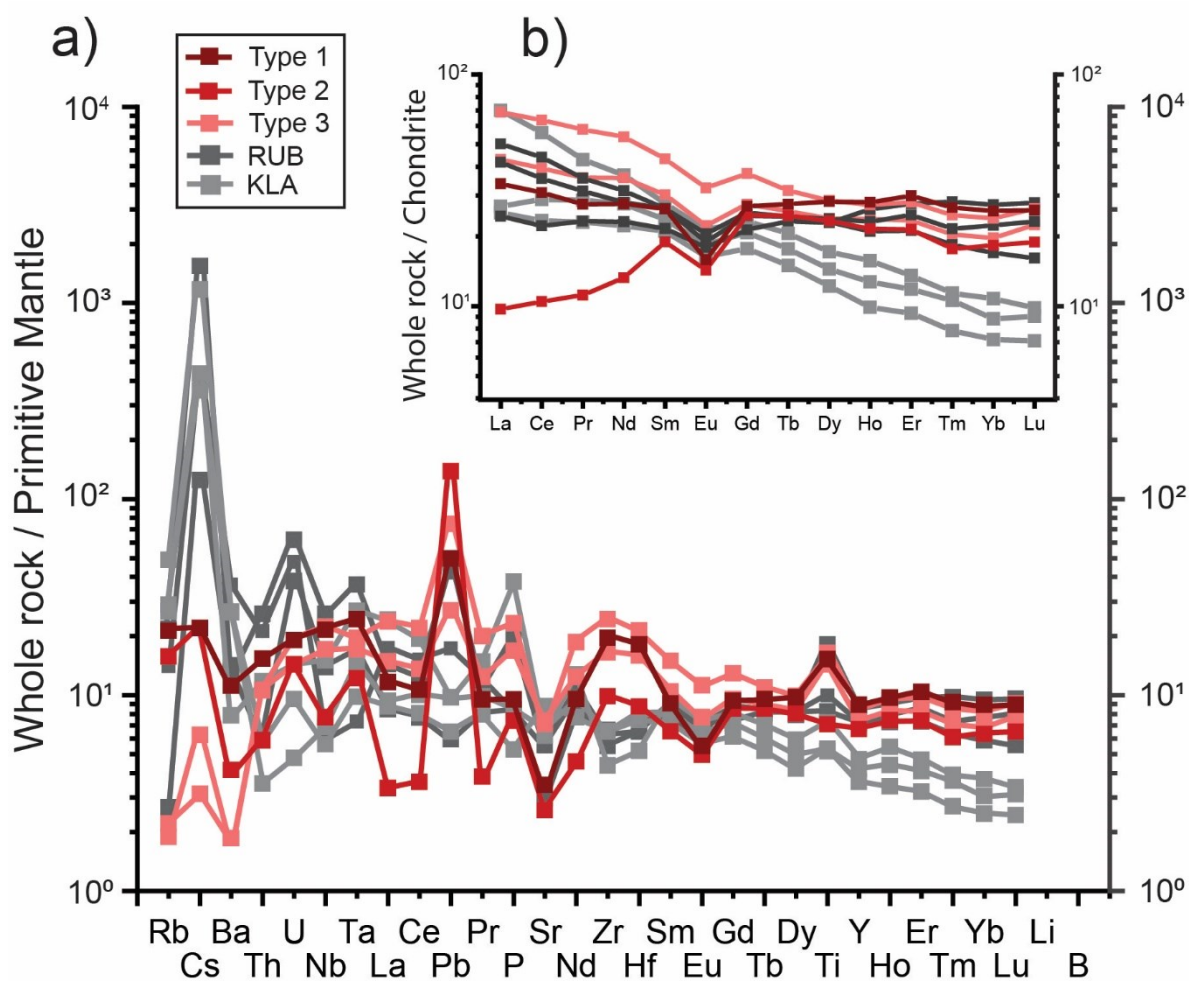 a)
Type 1
Type 2
Type 3
RUB
KLA
b)
Whole rock / Chondrite
10²
10¹
10²
10¹
La Ce Pr Nd Sm Eu Gd Tb Dy Ho Er Tm Yb Lu
Whole rock / Primitive Mantle
10⁴
10³
10²
10¹
10⁰
10⁴
10³
10²
10¹
10⁰
Rb Ba U Ta Ce Pr Sr Zr Sm Gd Dy Y Er Yb Li
Cs Th Nb La Pb P Nd Hf Eu Tb Ti Ho Tm Lu B